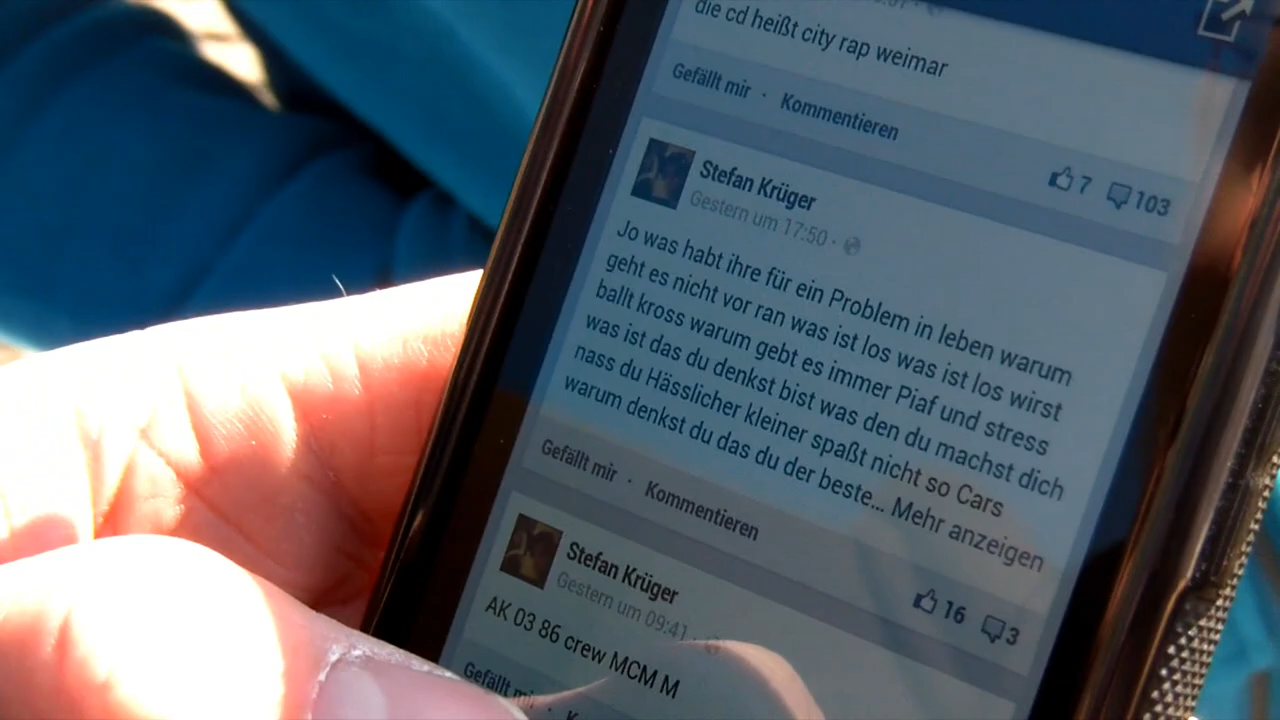 die cd heißt city rap weimar
Gefällt mir · Kommentieren
7 103
Stefan Krüger
Gestern um 17:50 ·
Jo was habt ihre für ein Problem in leben warum
geht es nicht vor ran was ist los was ist los wirst
ballt kross warum gebt es immer Piaf und stress
was ist das du denkst bist was den du machst dich
nass du Hässlicher kleiner spaßt nicht so Cars
warum denkst du das du der beste... Mehr anzeigen
Gefällt mir · Kommentieren
16 3
Stefan Krüger
Gestern um 09:41 ·
AK 03 86 crew MCM M
Gefällt mir